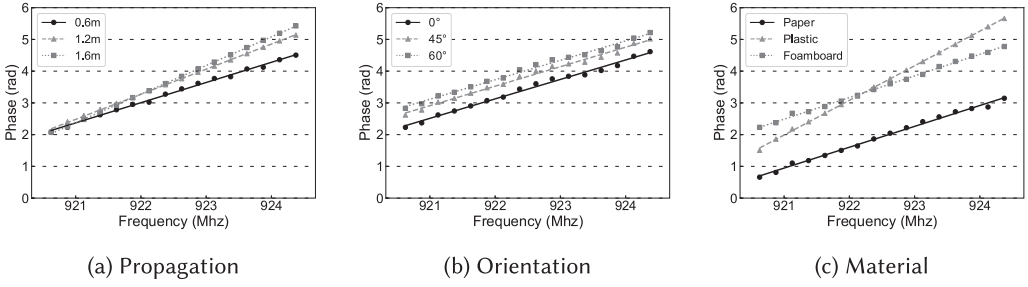 6
5
4
3
2
1
0
Phase (rad)
0.6m
1.2m
1.6m
921
922
923
924
Frequency (Mhz)
(a) Propagation
6
5
4
3
2
1
0
Phase (rad)
0°
45°
60°
921
922
923
924
Frequency (Mhz)
(b) Orientation
6
5
4
3
2
1
0
Phase (rad)
Paper
Plastic
Foamboard
921
922
923
924
Frequency (Mhz)
(c) Material